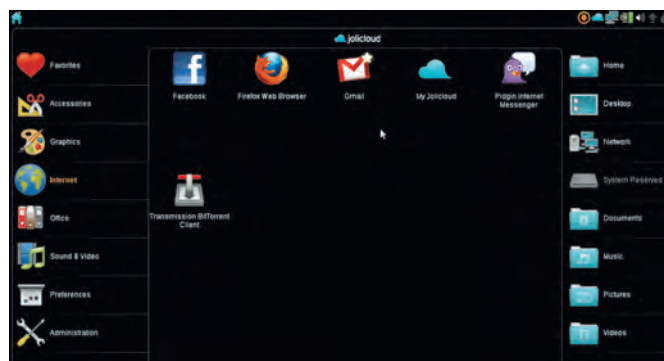 jolicloud
Favorites
Accessories
Graphics
Internet
Office
Sound & Video
Preferences
Administration
Facebook
Firefox Web Browser
Gmail
My Jolicloud
Pidgin Internet
Messenger
Transmission BitTorrent
Client
Home
Desktop
Network
System Reserved
Documents
Music
Pictures
Videos